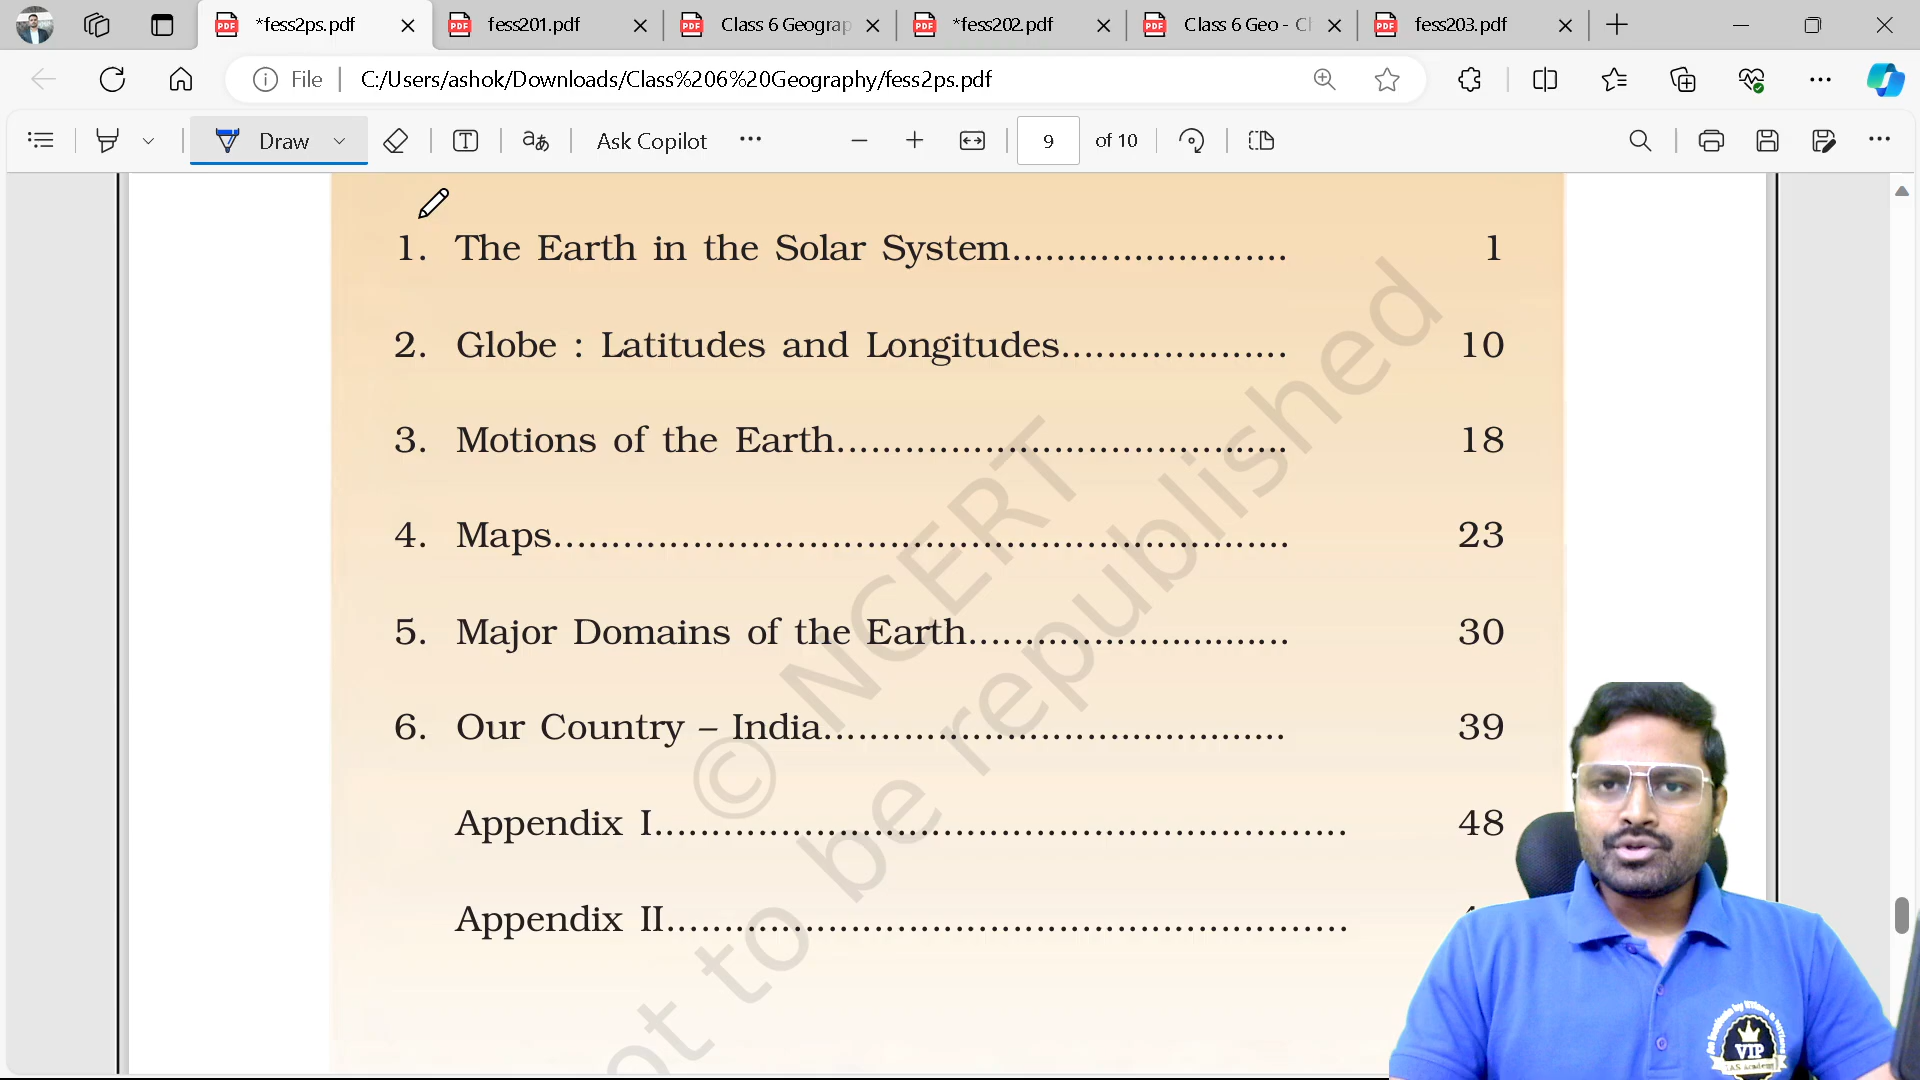 *fess2ps.pdf
fess201.pdf
Class 6 Geograp
*fess202.pdf
Class 6 Geo - Cl
fess203.pdf
File
C:/Users/ashok/Downloads/Class%206%20Geography/fess2ps.pdf
Draw
Ask Copilot
9 of 10
1. The Earth in the Solar System........................ 1
2. Globe : Latitudes and Longitudes.................... 10
3. Motions of the Earth....................................... 18
4. Maps............................................................... 23
5. Major Domains of the Earth............................ 30
6. Our Country – India........................................ 39
Appendix I............................................................ 48
Appendix II...........................................................
© NCERT
not to be republished
VIP
IAS Academy